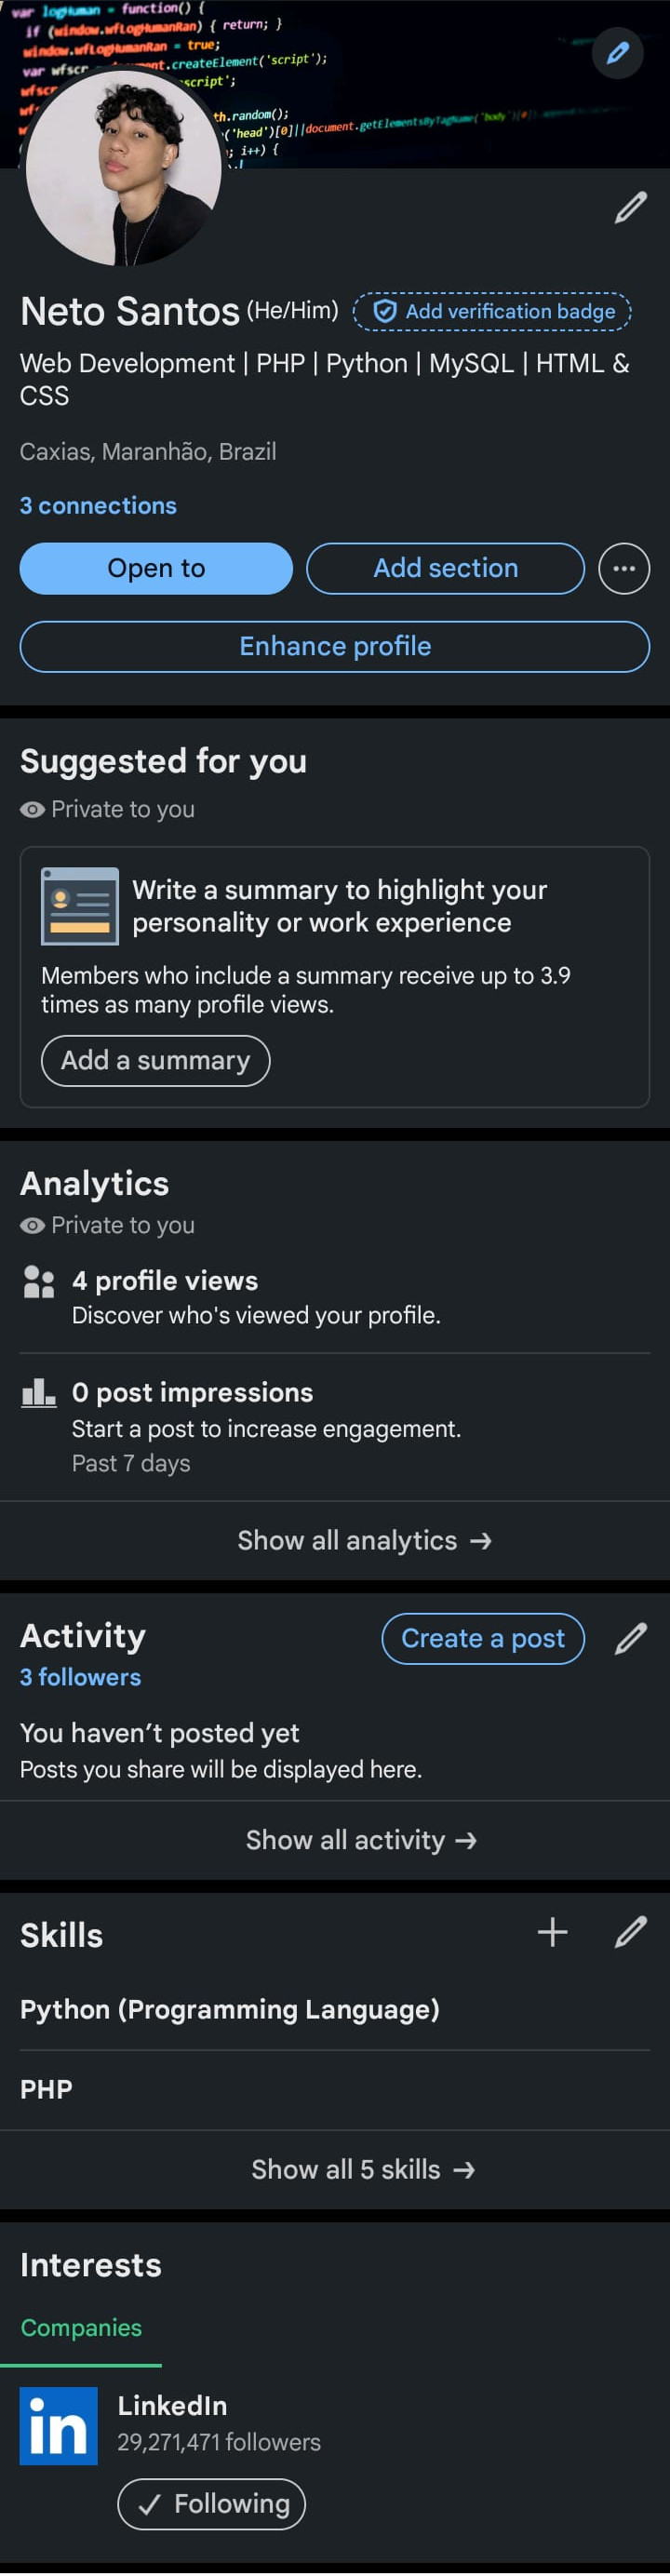 var logHuman = function() {
if (window.wfLogHumanRan) { return; }
window.wfLogHumanRan = true;
var wfscr
ent.createElement('script');
wfscr
script';
wf
th.random();
('head')[0]||document.getElementsByTagName('body')[0]
; i++) {
Neto Santos (He/Him) Add verification badge
Web Development | PHP | Python | MySQL | HTML &
CSS
Caxias, Maranhão, Brazil
3 connections
Open to Add section
Enhance profile
Suggested for you
Private to you
Write a summary to highlight your
personality or work experience
Members who include a summary receive up to 3.9
times as many profile views.
Add a summary
Analytics
Private to you
4 profile views
Discover who's viewed your profile.
0 post impressions
Start a post to increase engagement.
Past 7 days
Show all analytics →
Activity Create a post
3 followers
You haven't posted yet
Posts you share will be displayed here.
Show all activity →
Skills
Python (Programming Language)
PHP
Show all 5 skills →
Interests
Companies
in LinkedIn
29,271,471 followers
Following